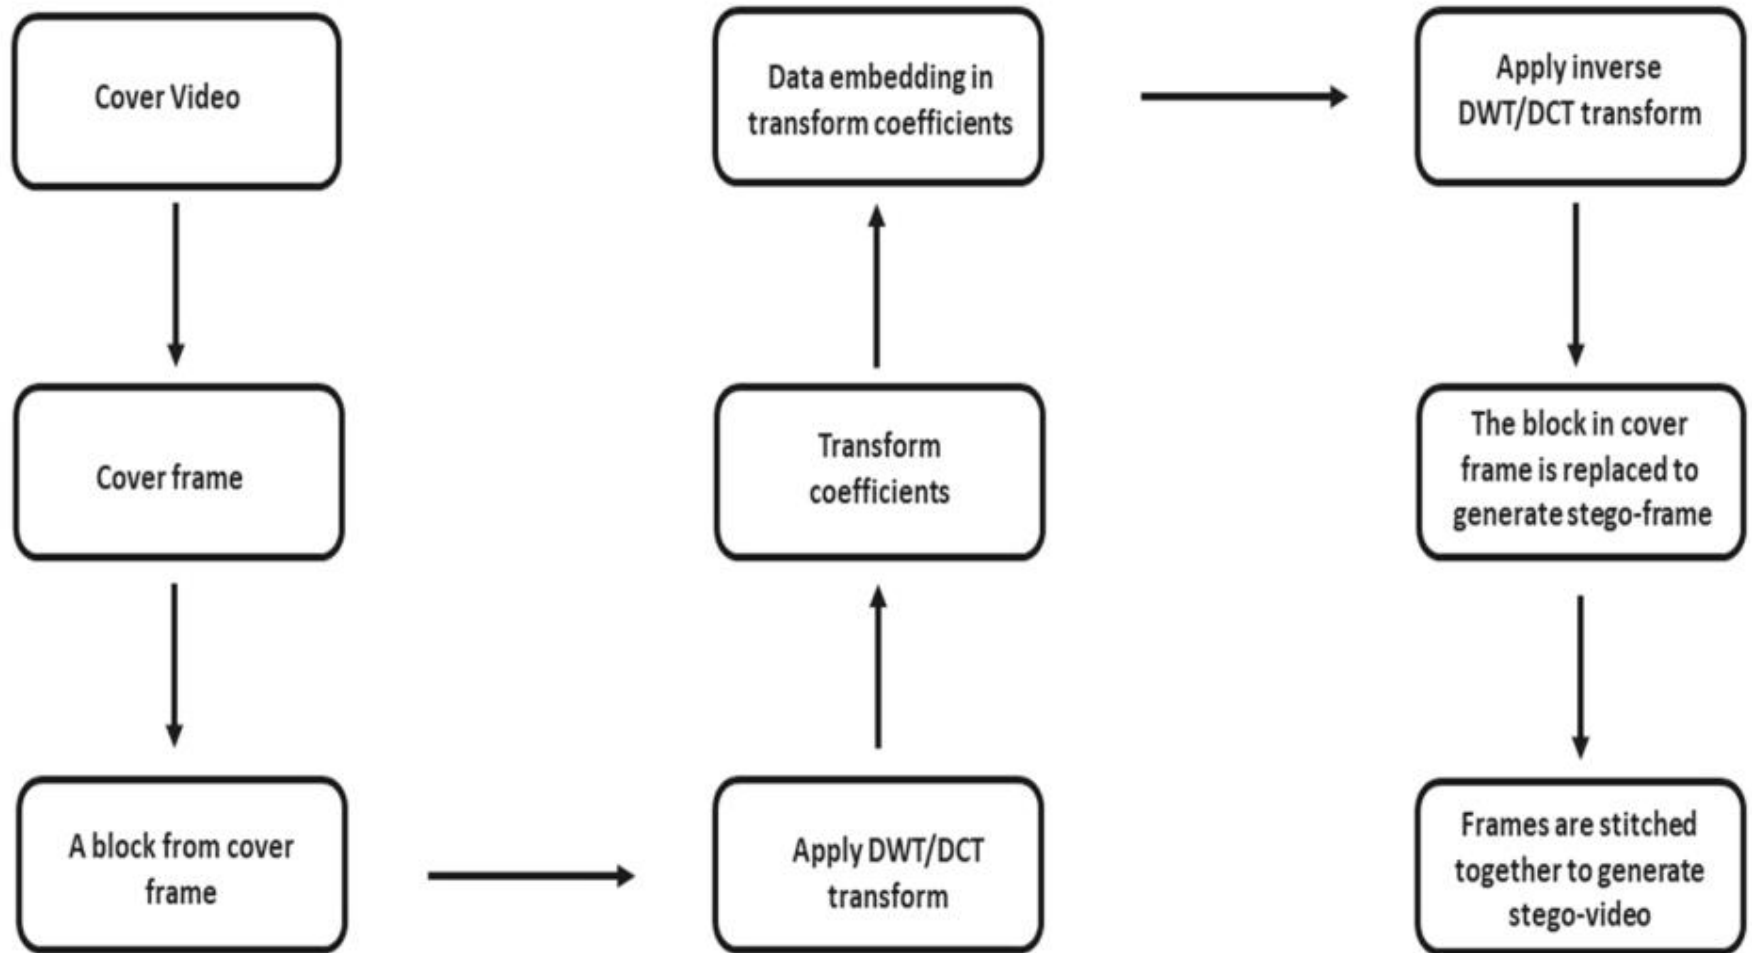 Cover Video
Cover frame
A block from cover
frame
Apply DWT/DCT
transform
Transform
coefficients
Data embedding in
transform coefficients
Apply inverse
DWT/DCT transform
The block in cover
frame is replaced to
generate stego-frame
Frames are stitched
together to generate
stego-video